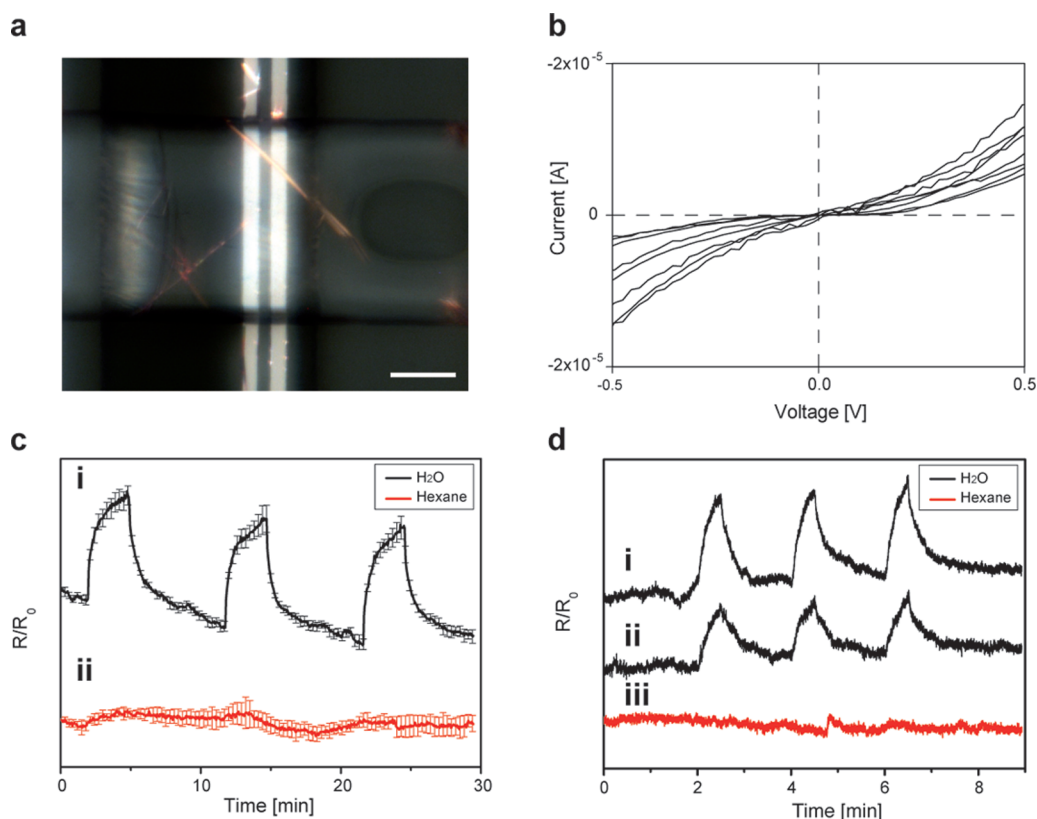 a
b
-2x10⁻⁵
0
-2x10⁻⁵
Current [A]
-0.5
0.0
0.5
Voltage [V]
c
i
H₂O
Hexane
ii
R/R₀
0
10
20
30
Time [min]
d
H₂O
Hexane
i
ii
iii
R/R₀
0
2
4
6
8
Time [min]